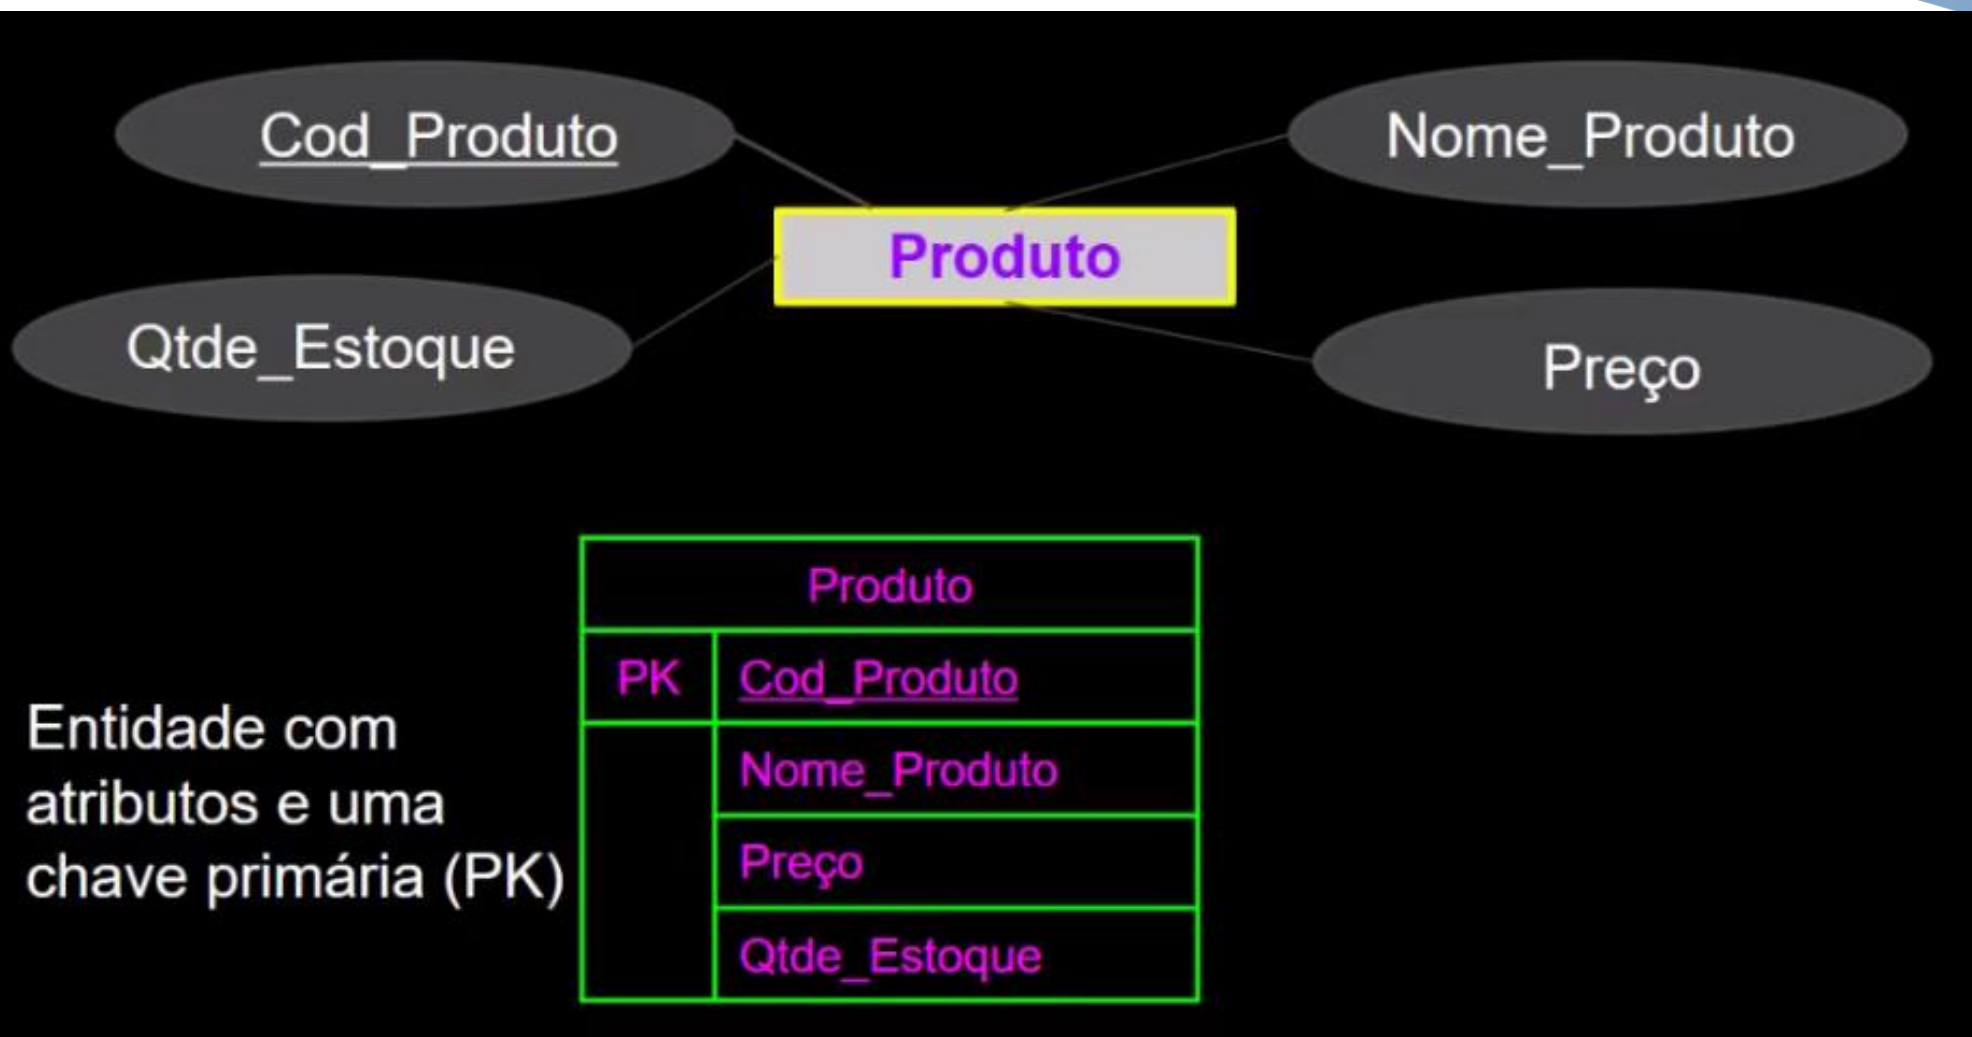 Cod_Produto
Nome_Produto
Produto
Qtde_Estoque
Preço
Produto
PK Cod_Produto
Nome_Produto
Preço
Qtde_Estoque
Entidade com
atributos e uma
chave primária (PK)